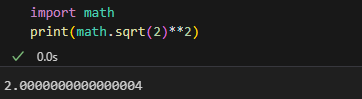 import math
print(math.sqrt(2)**2)
0.0s
2.0000000000000004